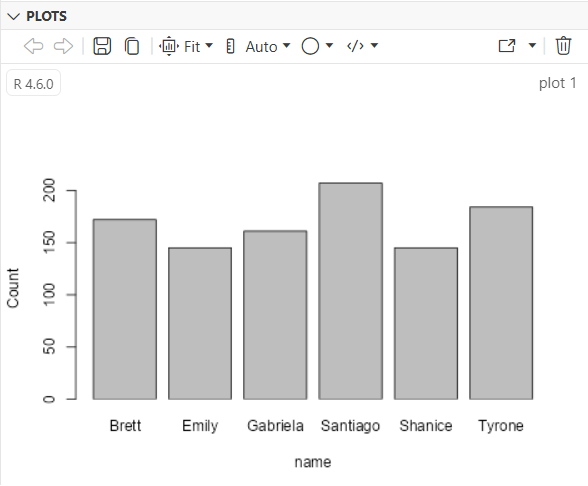 PLOTS
Fit Auto </>
R 4.6.0 plot 1
200
150
100
50
0
Count
Brett Emily Gabriela Santiago Shanice Tyrone
name